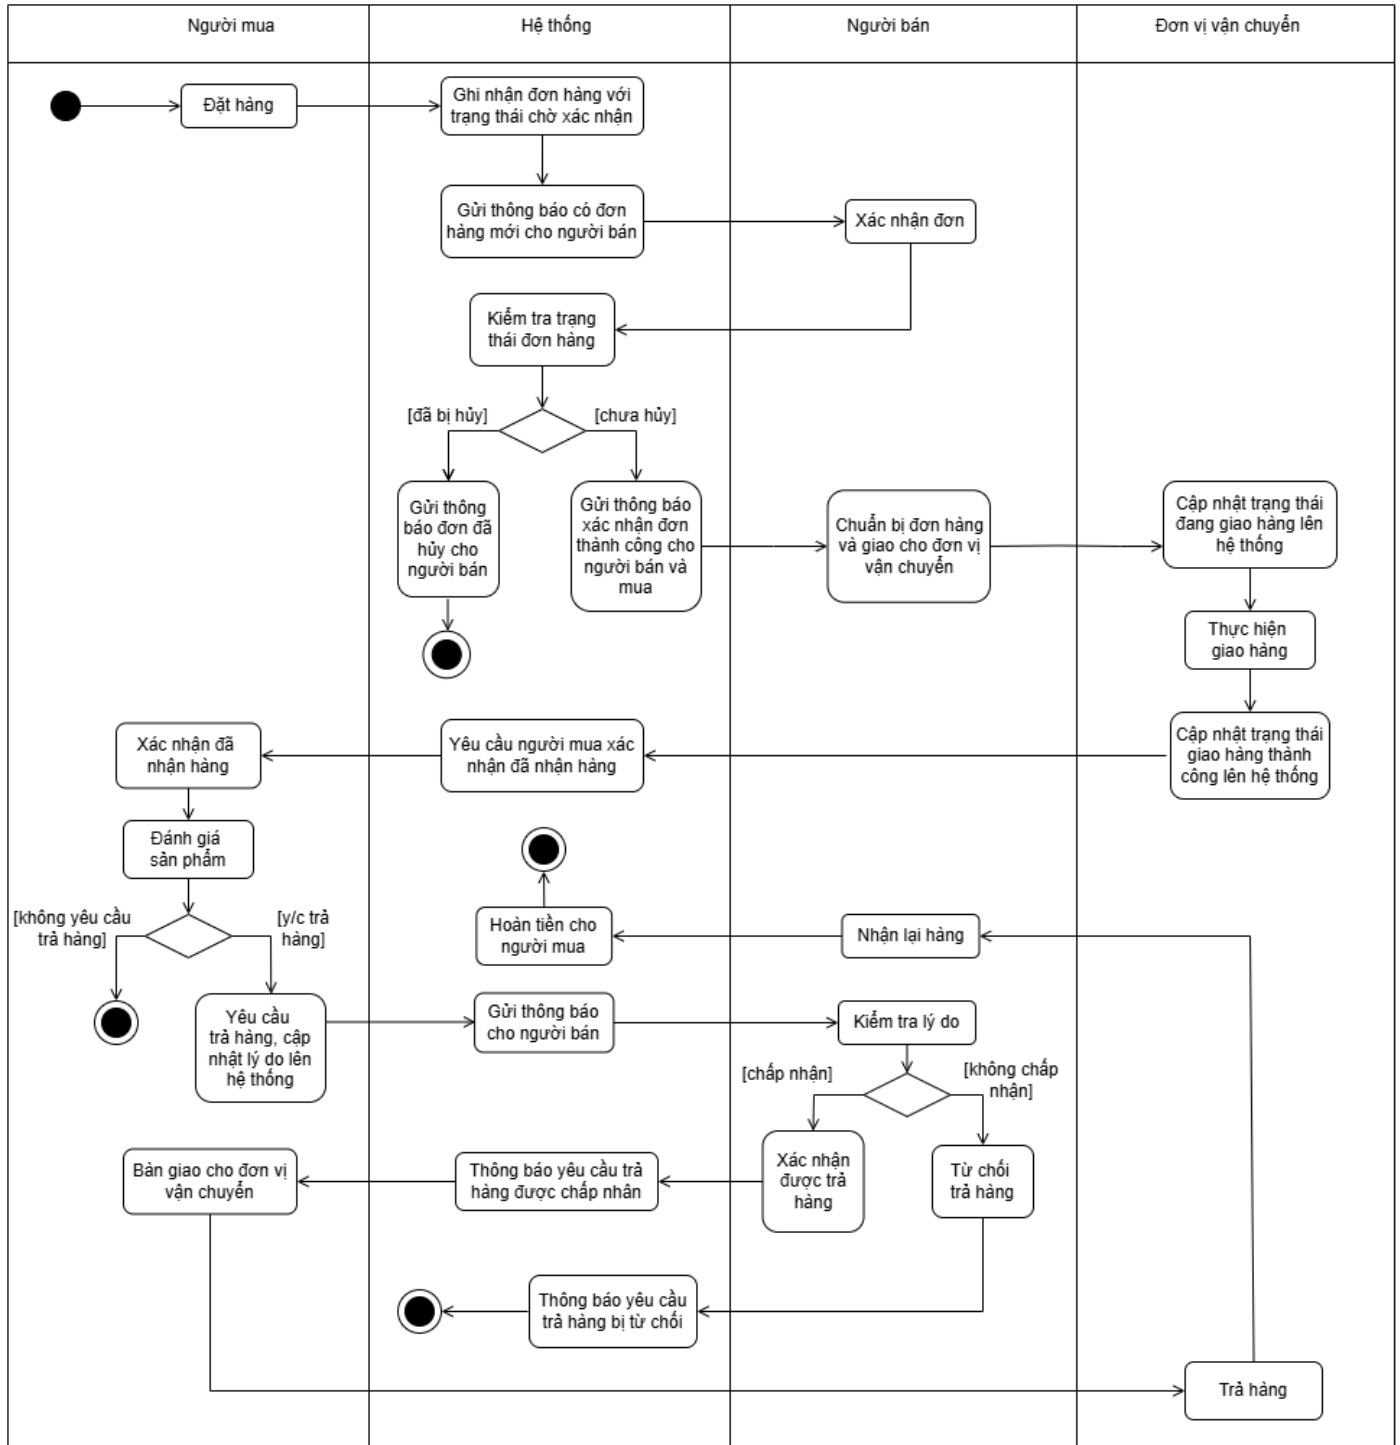 Người mua
Hệ thống
Người bán
Đơn vị vận chuyển
Đặt hàng
Ghi nhận đơn hàng với
trạng thái chờ xác nhận
Gửi thông báo có đơn
hàng mới cho người bán
Xác nhận đơn
Kiểm tra trạng
thái đơn hàng
[đã bị hủy]
[chưa hủy]
Gửi thông
báo đơn đã
hủy cho
người bán
Gửi thông báo
xác nhận đơn
thành công cho
người bán và
mua
Chuẩn bị đơn hàng
và giao cho đơn vị
vận chuyển
Cập nhật trạng thái
đang giao hàng lên
hệ thống
Thực hiện
giao hàng
Cập nhật trạng thái
giao hàng thành
công lên hệ thống
Yêu cầu người mua xác
nhận đã nhận hàng
Xác nhận đã
nhận hàng
Đánh giá
sản phẩm
[không yêu cầu
trả hàng]
[y/c trả
hàng]
Hoàn tiền cho
người mua
Nhận lại hàng
Yêu cầu
trả hàng, cập
nhật lý do lên
hệ thống
Gửi thông báo
cho người bán
Kiểm tra lý do
[chấp nhận]
[không chấp
nhận]
Bàn giao cho đơn vị
vận chuyển
Thông báo yêu cầu trả
hàng được chấp nhân
Xác nhận
được trả
hàng
Từ chối
trả hàng
Thông báo yêu cầu
trả hàng bị từ chối
Trả hàng